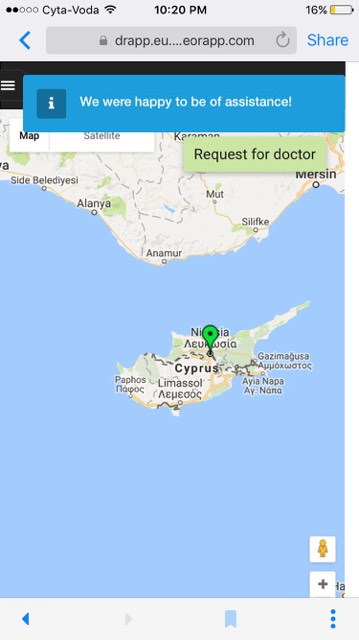 Cyta-Voda 10:20 PM 16%
drapp.eu....eorapp.com Share
We were happy to be of assistance!
Map Satellite Karaman
Request for doctor
Side Belediyesi Mut Mersin
Alanya
Silifke
Anamur
Λευκωσία
Gazimağusa
Αμμόχωστος
Cyprus
Paphos
Πάφος
Limassol
Λεμεσός
Ayia Napa
Αγ. Νάπα